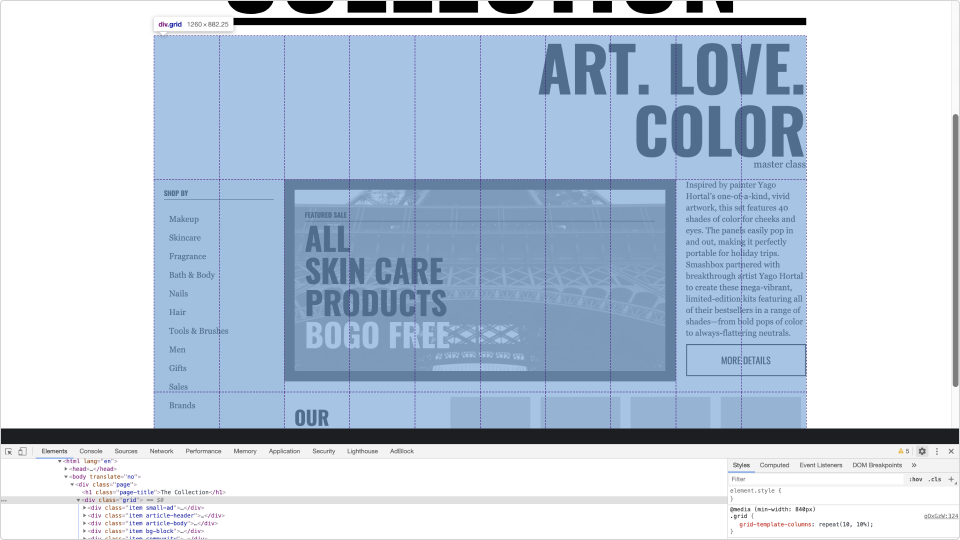 COLLECTION
div.grid 1260 × 882.25
ART. LOVE.
COLOR
master class
SHOP BY
Makeup
Skincare
Fragrance
Bath & Body
Nails
Hair
Tools & Brushes
Men
Gifts
Sales
Brands
FEATURED SALE
ALL
SKIN CARE
PRODUCTS
BOGO FREE
Inspired by painter Yago
Hortal's one-of-a-kind, vivid
artwork, this set features 40
shades of color for cheeks and
eyes. The panels easily pop in
and out, making it perfectly
portable for holiday trips.
Smashbox partnered with
breakthrough artist Yago Hortal
to create these mega-vibrant,
limited-edition kits featuring all
of their bestsellers in a range of
shades—from bold pops of color
to always-flattering neutrals.
MORE DETAILS
OUR
Elements Console Sources Network Performance Memory Application Security Lighthouse AdBlock 5
<html lang="en">
<head>…</head>
<body translate="no">
<div class="page">
<h1 class="page-title">The Collection</h1>
<div class="grid"> == $0
<div class="item small-ad">…</div>
<div class="item article-header">…</div>
<div class="item article-body">…</div>
<div class="item bg-block">…</div>
<div class="item community">…</div>
Styles Computed Event Listeners DOM Breakpoints »
Filter :hov .cls +
element.style {
}
@media (min-width: 840px)
.grid { gOxGzW:324
grid-template-columns: repeat(10, 10%);
}